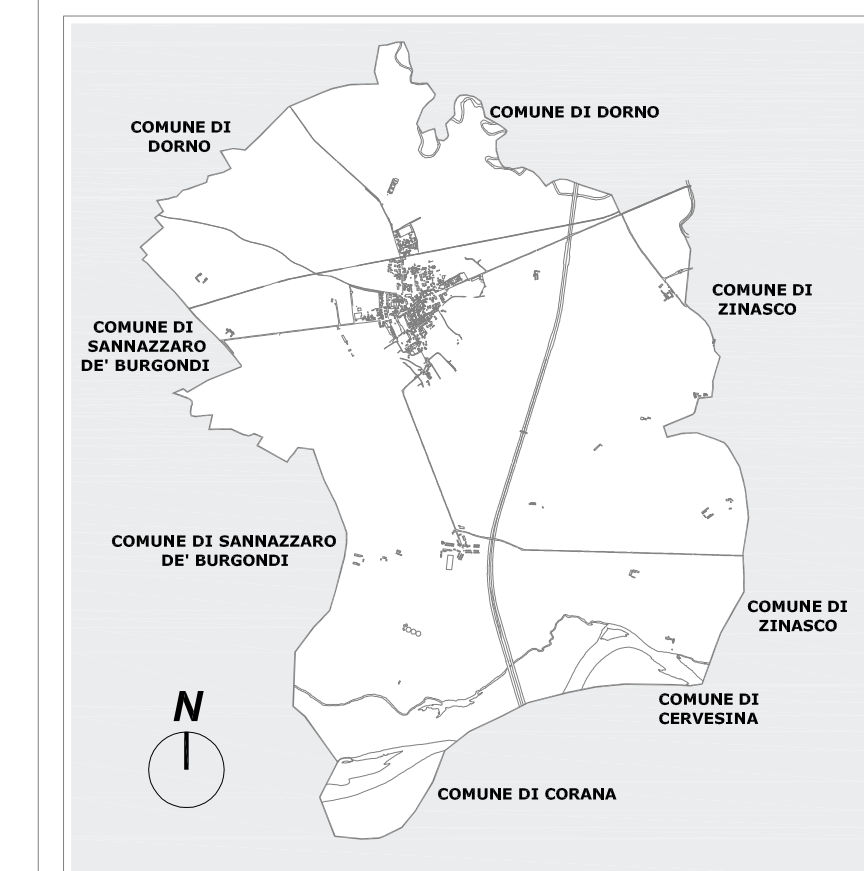 COMUNE DI DORNO
COMUNE DI
DORNO
COMUNE DI
ZINASCO
COMUNE DI
SANNAZZARO
DE' BURGONDI
COMUNE DI SANNAZZARO
DE' BURGONDI
COMUNE DI
ZINASCO
N
COMUNE DI
CERVESINA
COMUNE DI CORANA